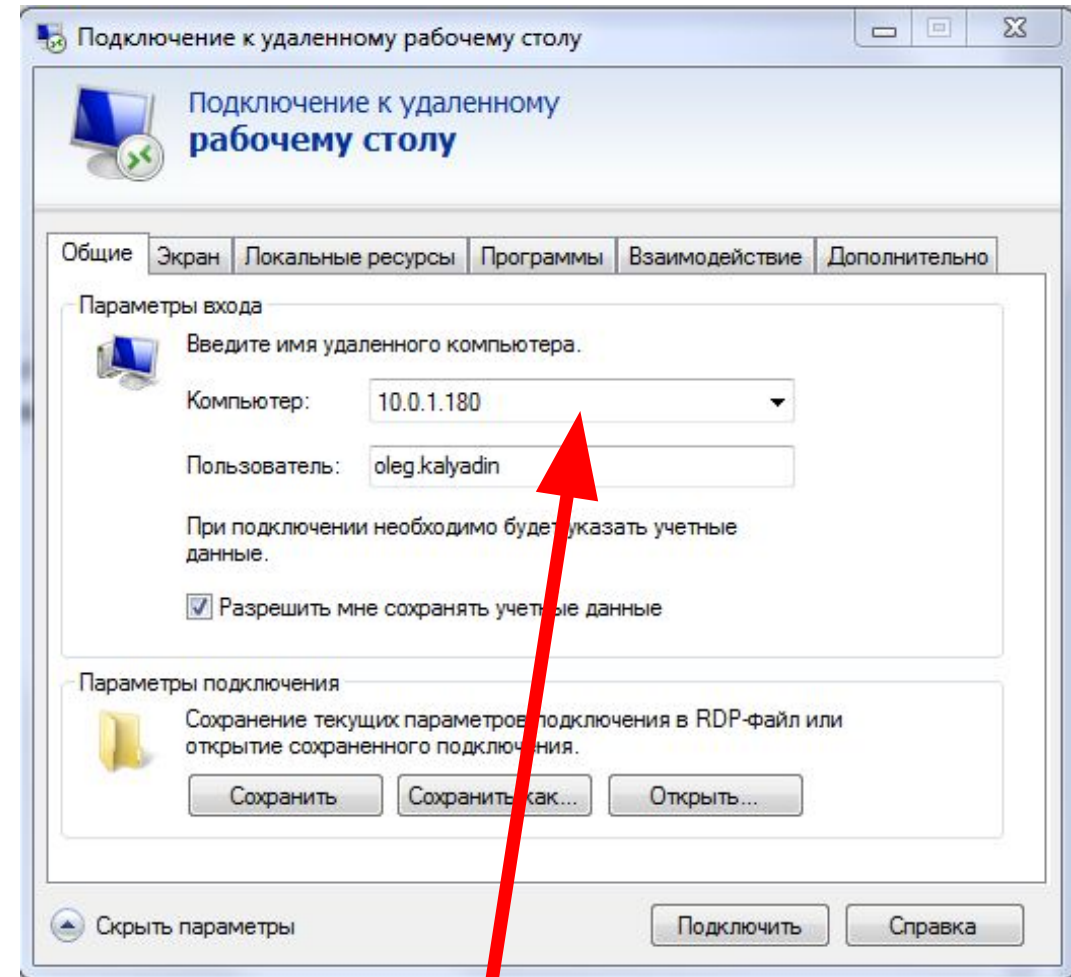 Подключение к удаленному рабочему столу
Подключение к удаленному
рабочему столу
Общие Экран Локальные ресурсы Программы Взаимодействие Дополнительно
Параметры входа
Введите имя удаленного компьютера.
Компьютер: 10.0.1.180
Пользователь: oleg.kalyadin
При подключении необходимо будет указать учетные
данные.
Разрешить мне сохранять учетные данные
Параметры подключения
Сохранение текущих параметров подключения в RDP-файл или
открытие сохраненного подключения.
Сохранить Сохранить как... Открыть...
Скрыть параметры Подключить Справка